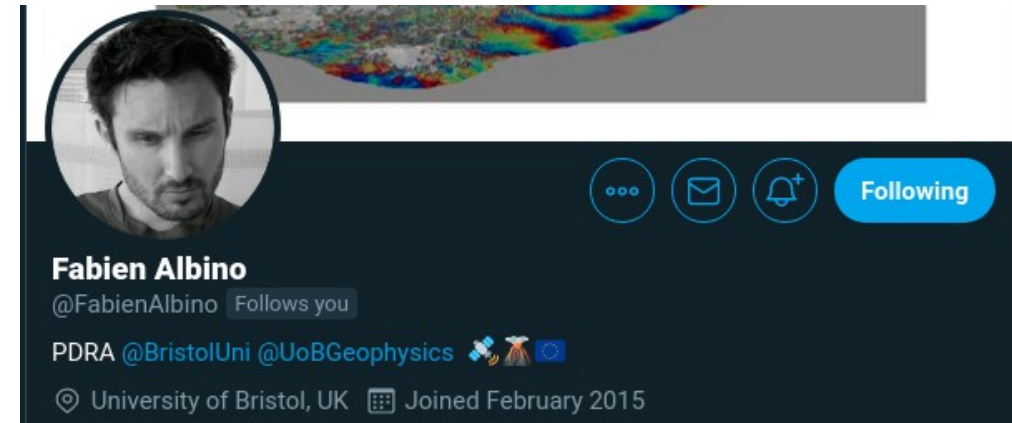 Following
Fabien Albino
@FabienAlbino Follows you
PDRA @BristolUni @UoBGeophysics 🛰️🌋🇪🇺
University of Bristol, UK Joined February 2015